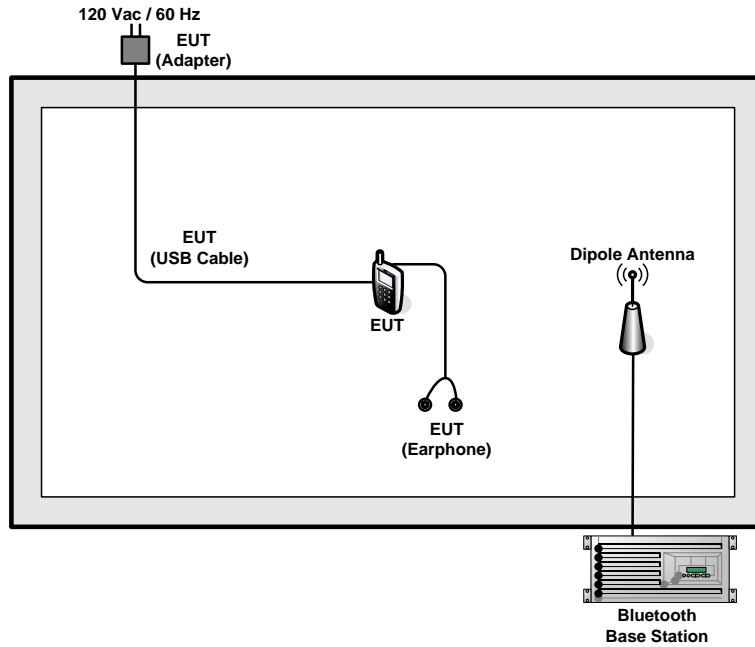 120 Vac / 60 Hz
EUT
(Adapter)
EUT
(USB Cable)
Dipole Antenna
EUT
EUT
(Earphone)
Bluetooth
Base Station